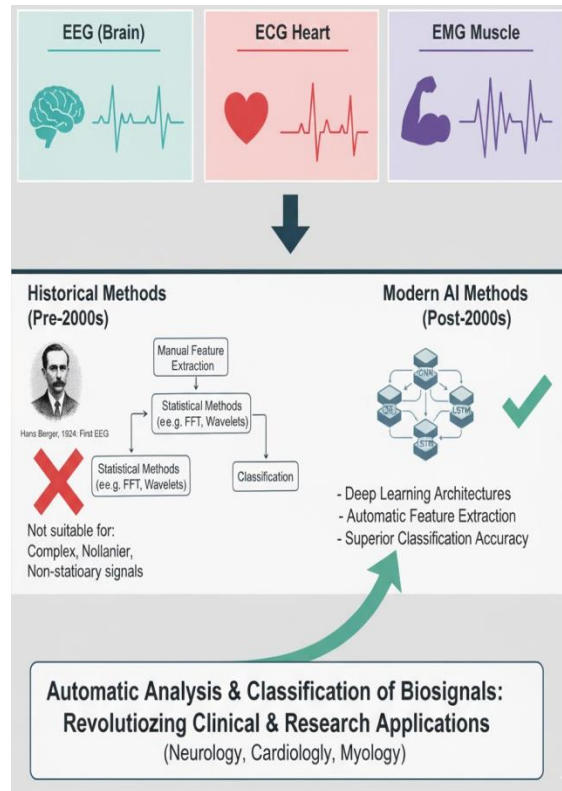 EEG (Brain)
ECG Heart
EMG Muscle
Historical Methods
(Pre-2000s)
Hans Berger, 1924: First EEG
Manual Feature
Extraction
Statistical Methods
(ee.g. FFT, Wavelets)
Statistical Methods
(ee.g. FFT, Wavelets)
Classification
Not suitable for:
Complex, Nollanier,
Non-statioary signals
Modern AI Methods
(Post-2000s)
CNN
LSTM
LSTM
- Deep Learning Architectures
- Automatic Feature Extraction
- Superior Classification Accuracy
Automatic Analysis & Classification of Biosignals:
Revolutiozing Clinical & Research Applications
(Neurology, Cardiologly, Myology)